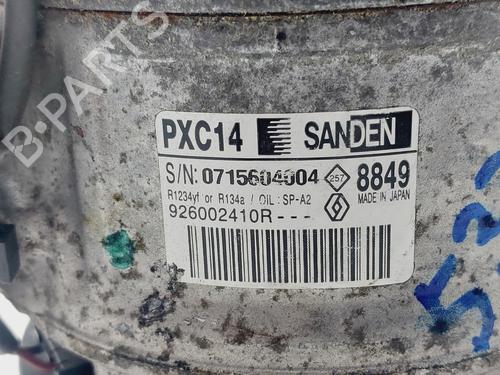 B-PARTS
PXC14 SANDEN
S/N: 0715604004 257 8849
R1234yf or R134a / OIL : SP-A2 MADE IN JAPAN
926002410R---